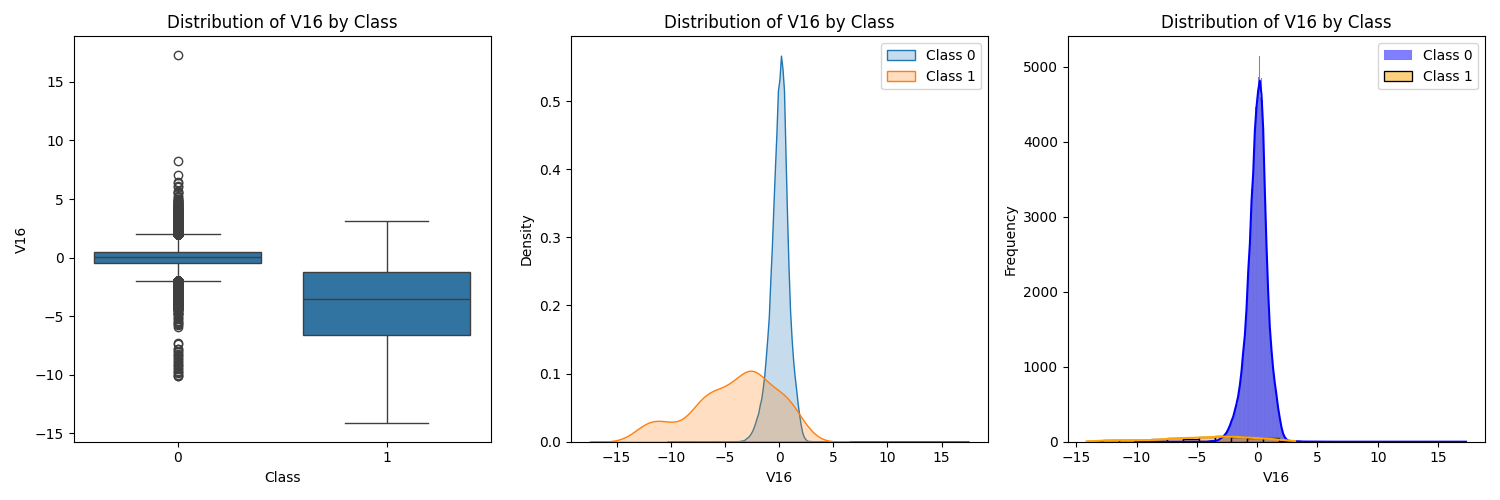 Distribution of V16 by Class
V16
15
10
5
0
−5
−10
−15
0
1
Class
Distribution of V16 by Class
Density
0.5
0.4
0.3
0.2
0.1
0.0
Class 0
Class 1
−15
−10
−5
0
5
10
15
V16
Distribution of V16 by Class
Frequency
5000
4000
3000
2000
1000
0
Class 0
Class 1
−15
−10
−5
0
5
10
15
V16